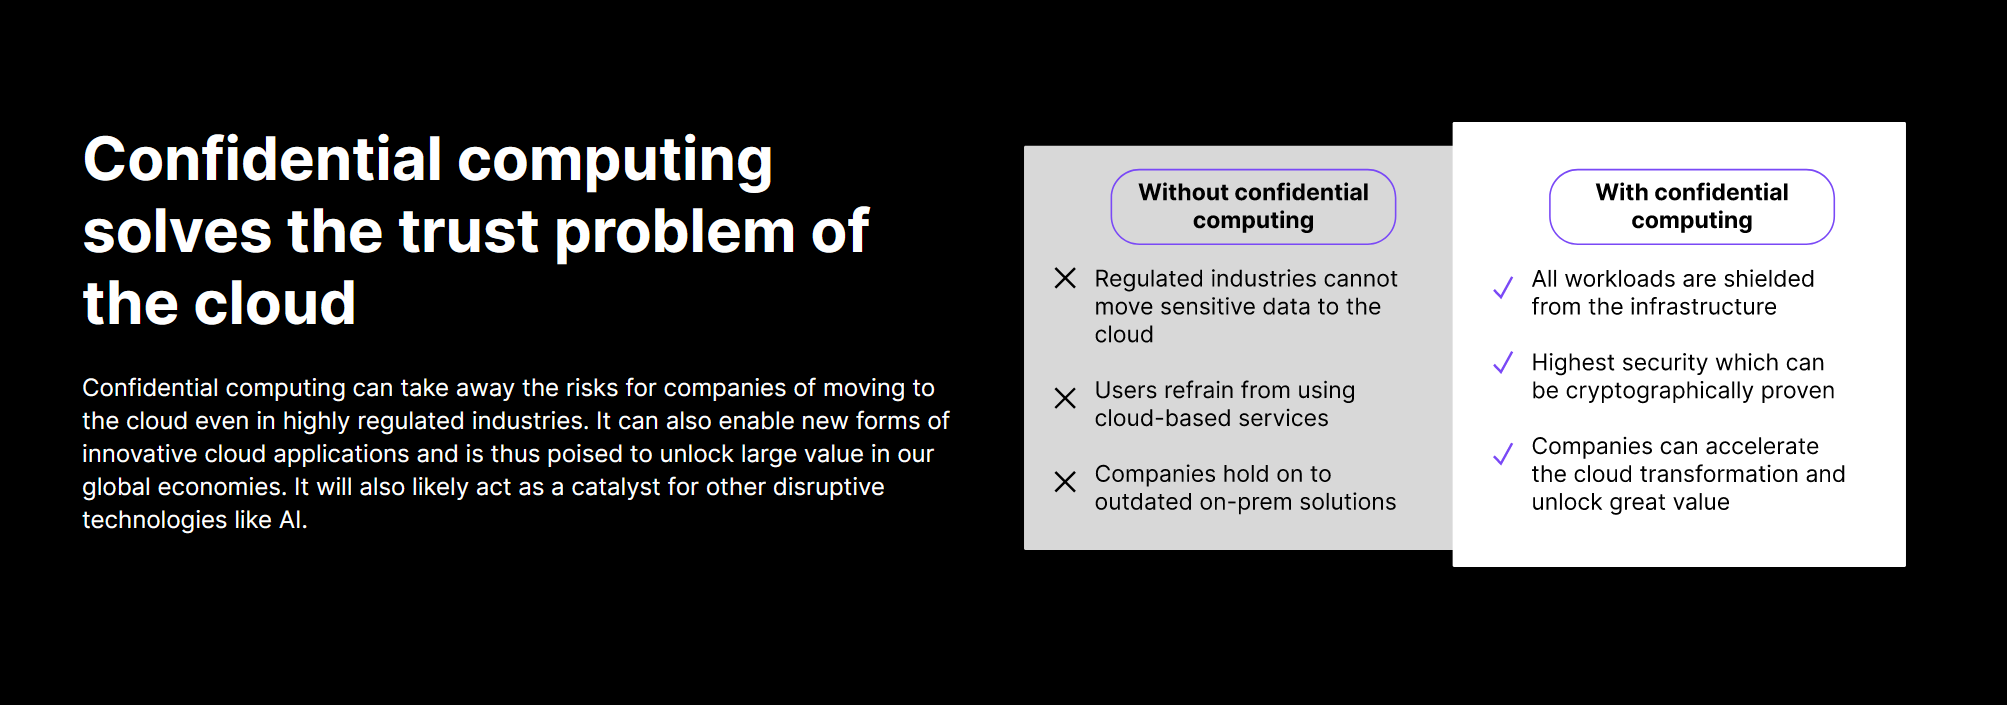 Confidential computing
solves the trust problem of
the cloud
Confidential computing can take away the risks for companies of moving to
the cloud even in highly regulated industries. It can also enable new forms of
innovative cloud applications and is thus poised to unlock large value in our
global economies. It will also likely act as a catalyst for other disruptive
technologies like AI.
Without confidential
computing
Regulated industries cannot
move sensitive data to the
cloud
Users refrain from using
cloud-based services
Companies hold on to
outdated on-prem solutions
With confidential
computing
All workloads are shielded
from the infrastructure
Highest security which can
be cryptographically proven
Companies can accelerate
the cloud transformation and
unlock great value